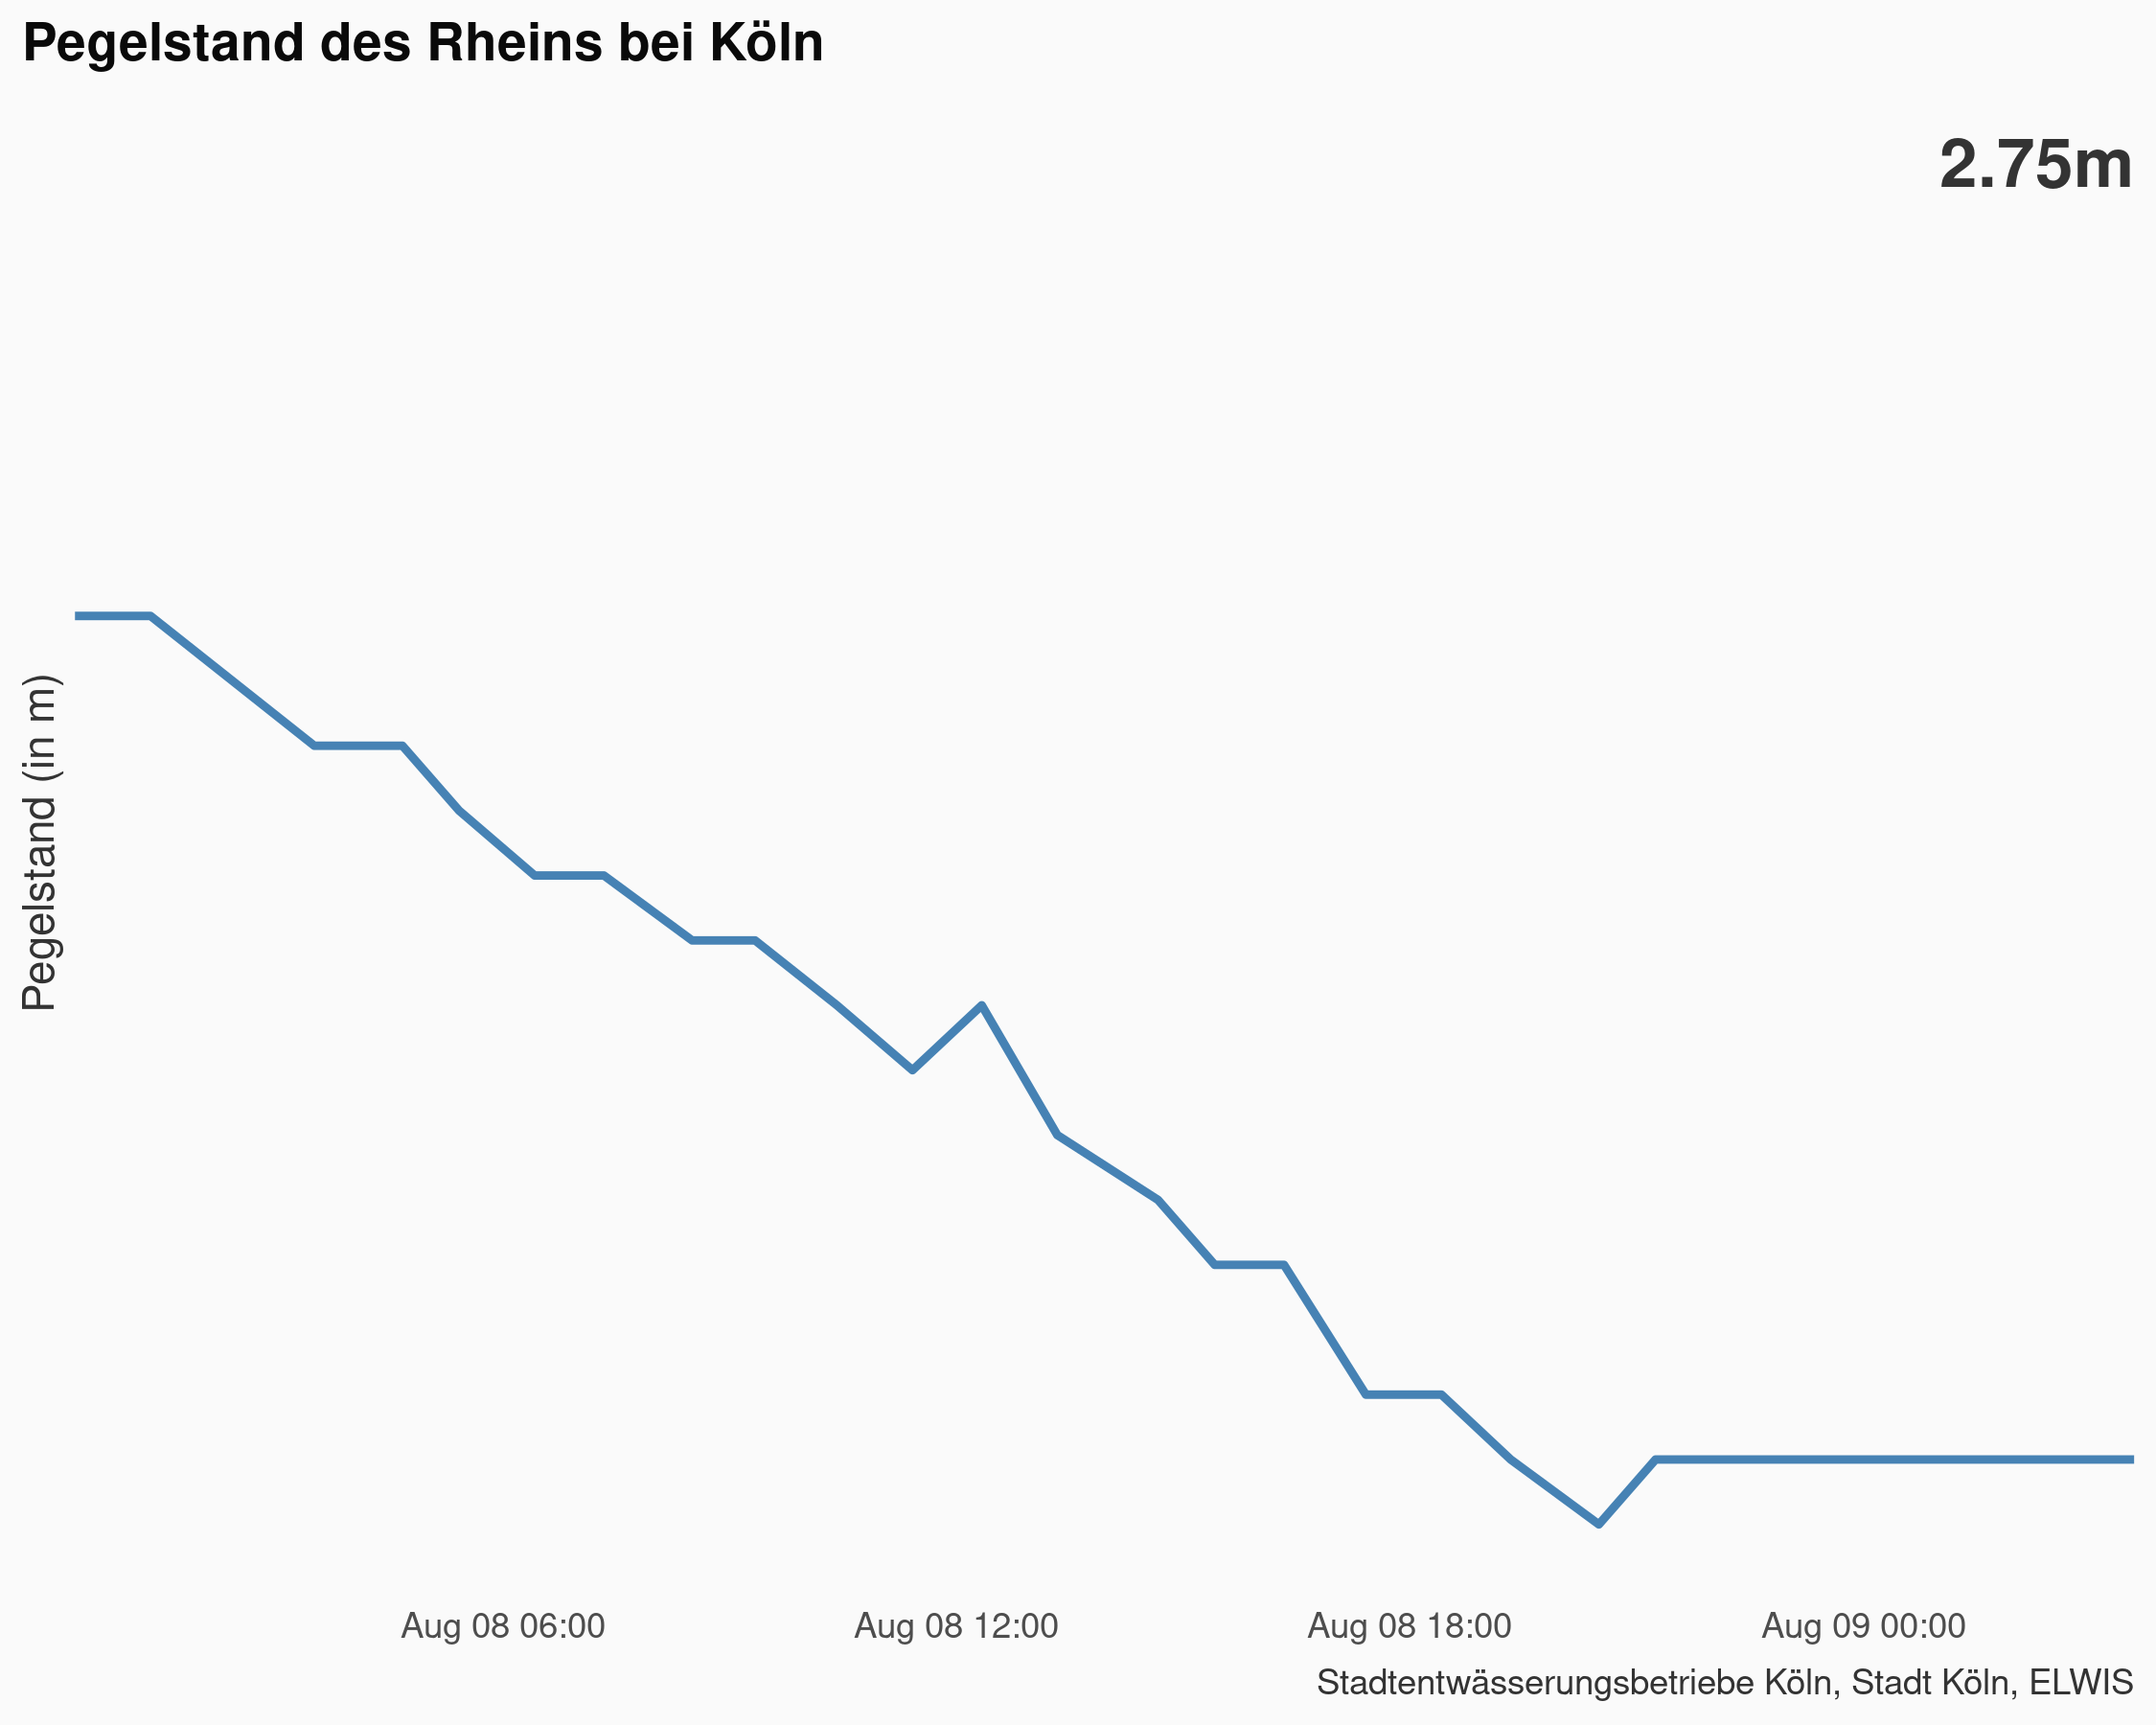 Pegelstand des Rheins bei Köln
2.75m
Pegelstand (in m)
Aug 08 06:00
Aug 08 12:00
Aug 08 18:00
Aug 09 00:00
Stadtentwässerungsbetriebe Köln, Stadt Köln, ELWIS